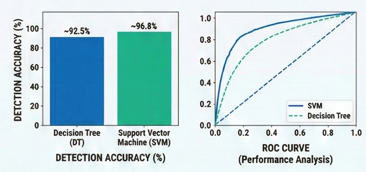 DETCTION ACCURACY (%)
100
80
60
40
20
0
~92.5%
~96.8%
Decision Tree
(DT)
Support Vector
Machine (SVM)
DETECTION ACCURACY (%)
1.0
0.8
0.6
0.4
0.2
0.0
0.0
0.2
0.4
0.6
0.8
1.0
SVM
Decision Tree
ROC CURVE
(Performance Analysis)